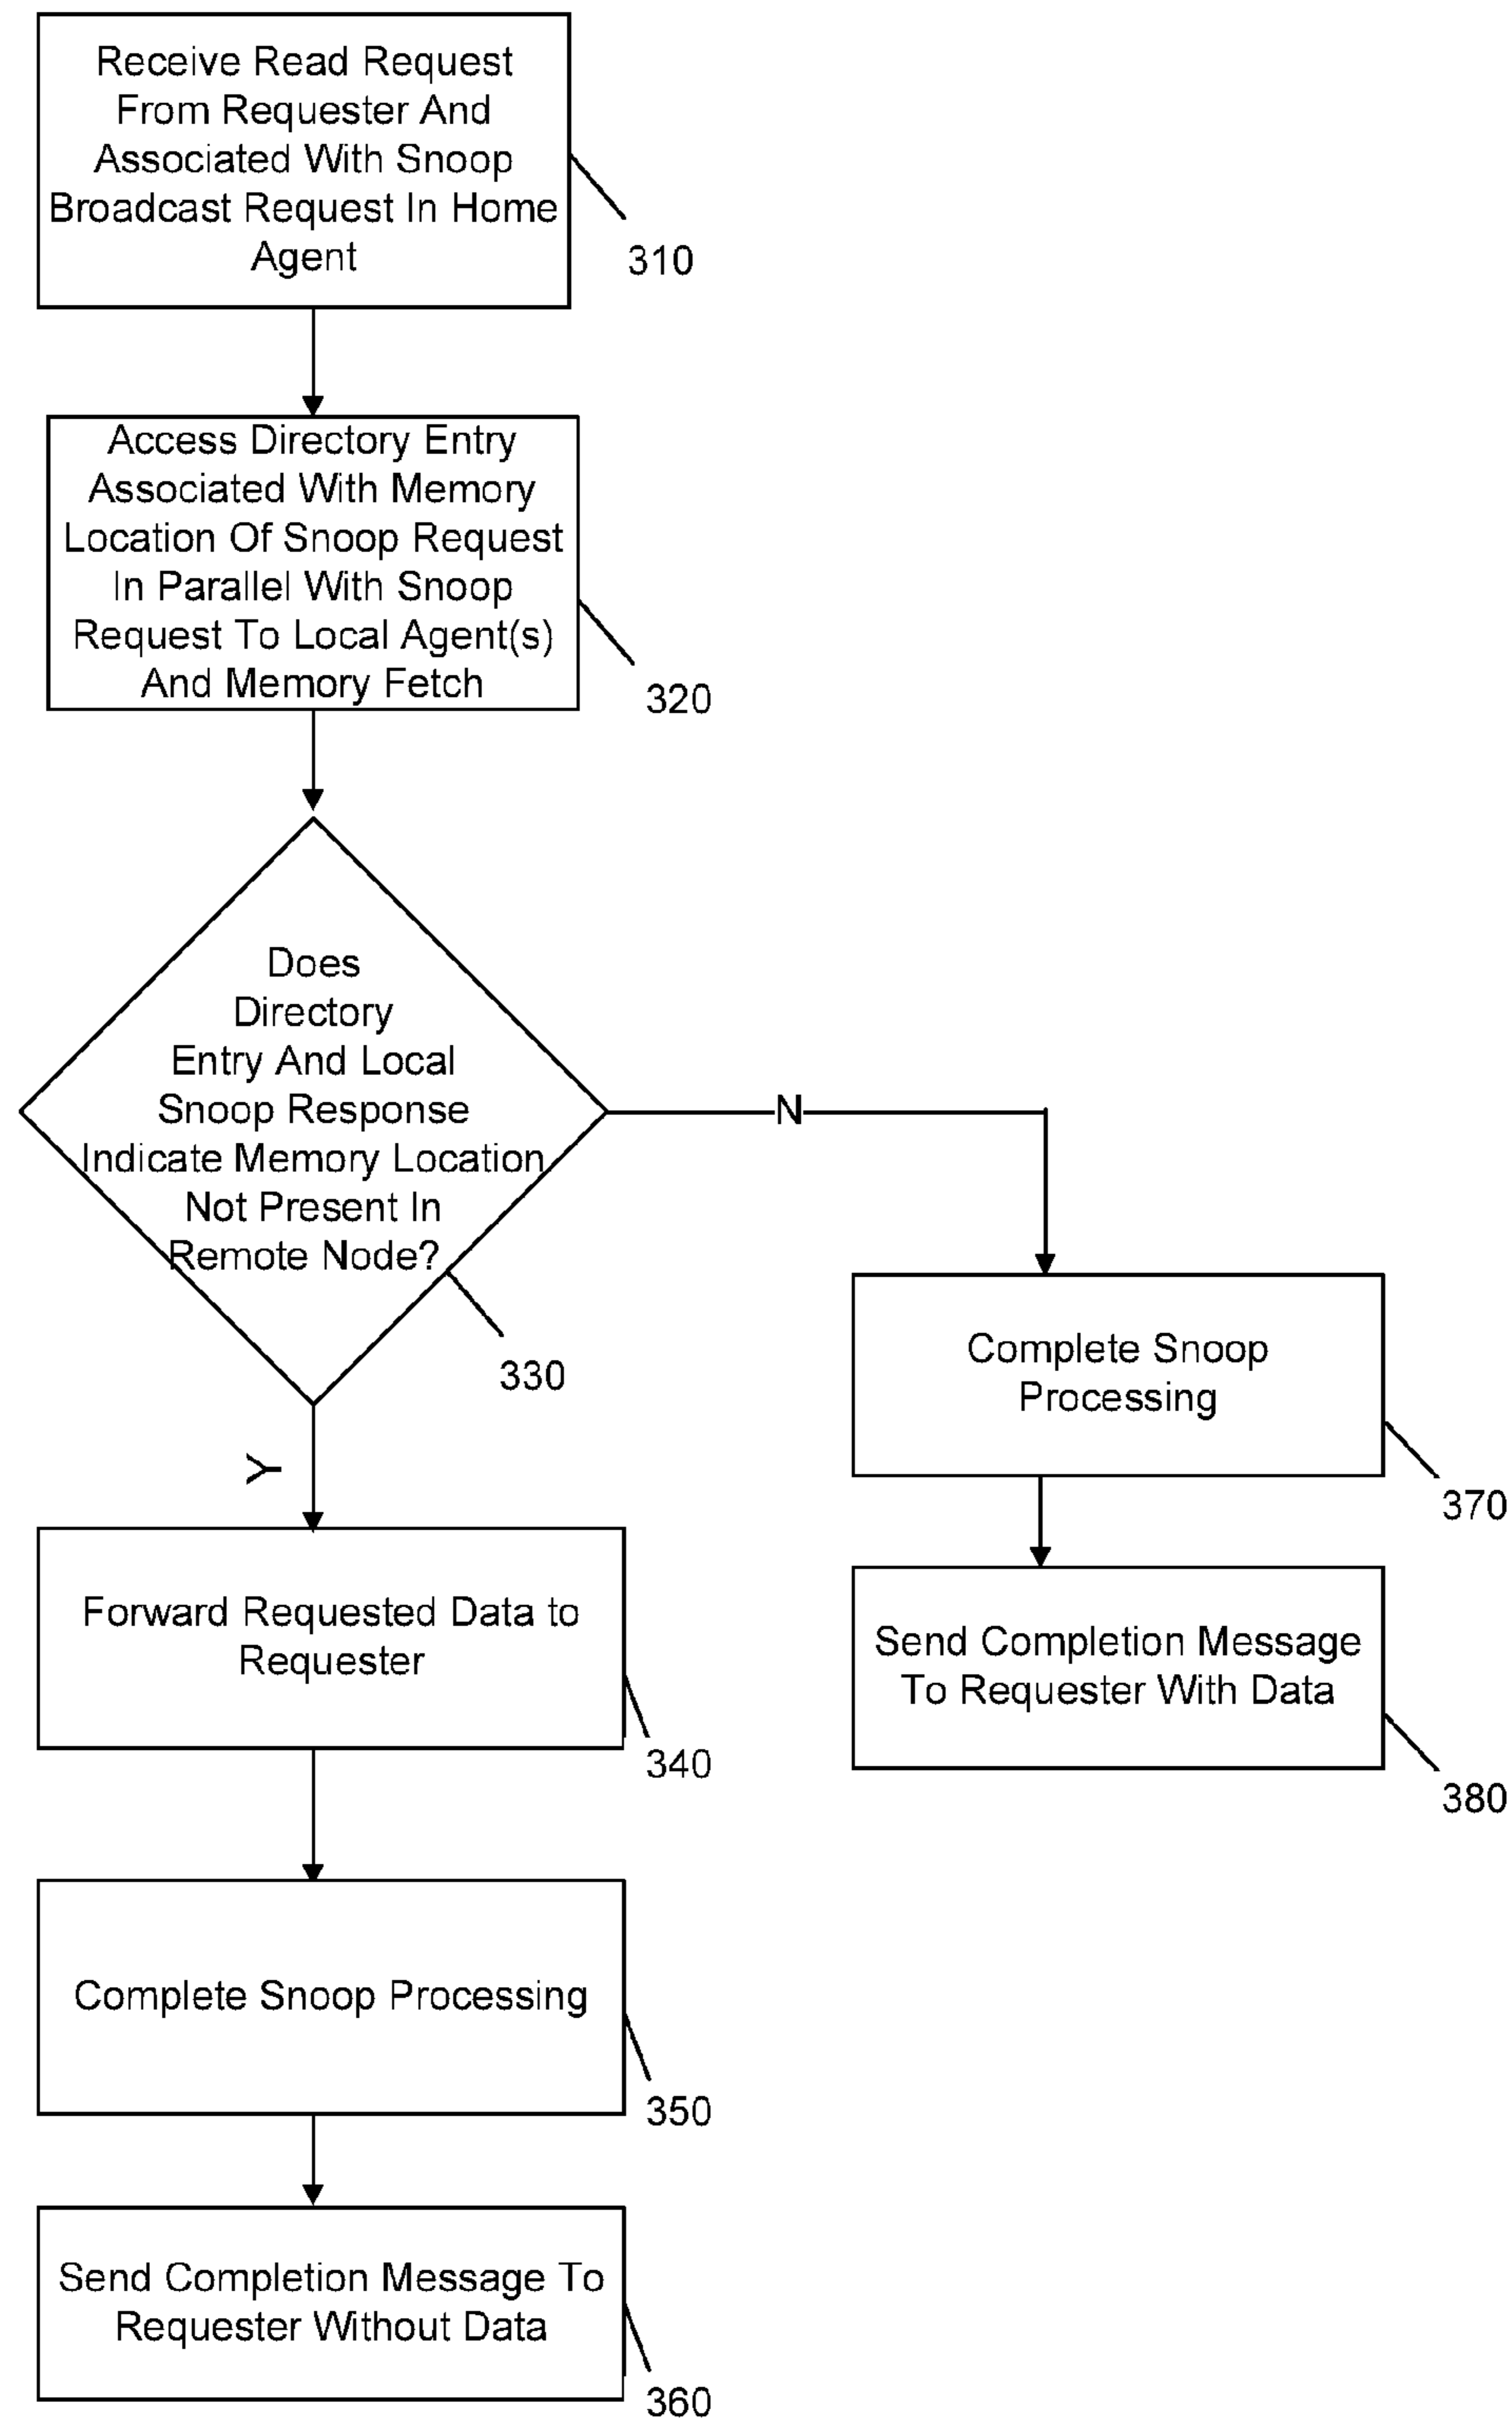 Receive Read Request
From Requester And
Associated With Snoop
Broadcast Request In Home
Agent
310
Access Directory Entry
Associated With Memory
Location Of Snoop Request
In Parallel With Snoop
Request To Local Agent(s)
And Memory Fetch
320
Does
Directory
Entry And Local
Snoop Response
Indicate Memory Location
Not Present In
Remote Node?
330
N
Y
Complete Snoop
Processing
370
Send Completion Message
To Requester With Data
380
Forward Requested Data to
Requester
340
Complete Snoop Processing
350
Send Completion Message To
Requester Without Data
360